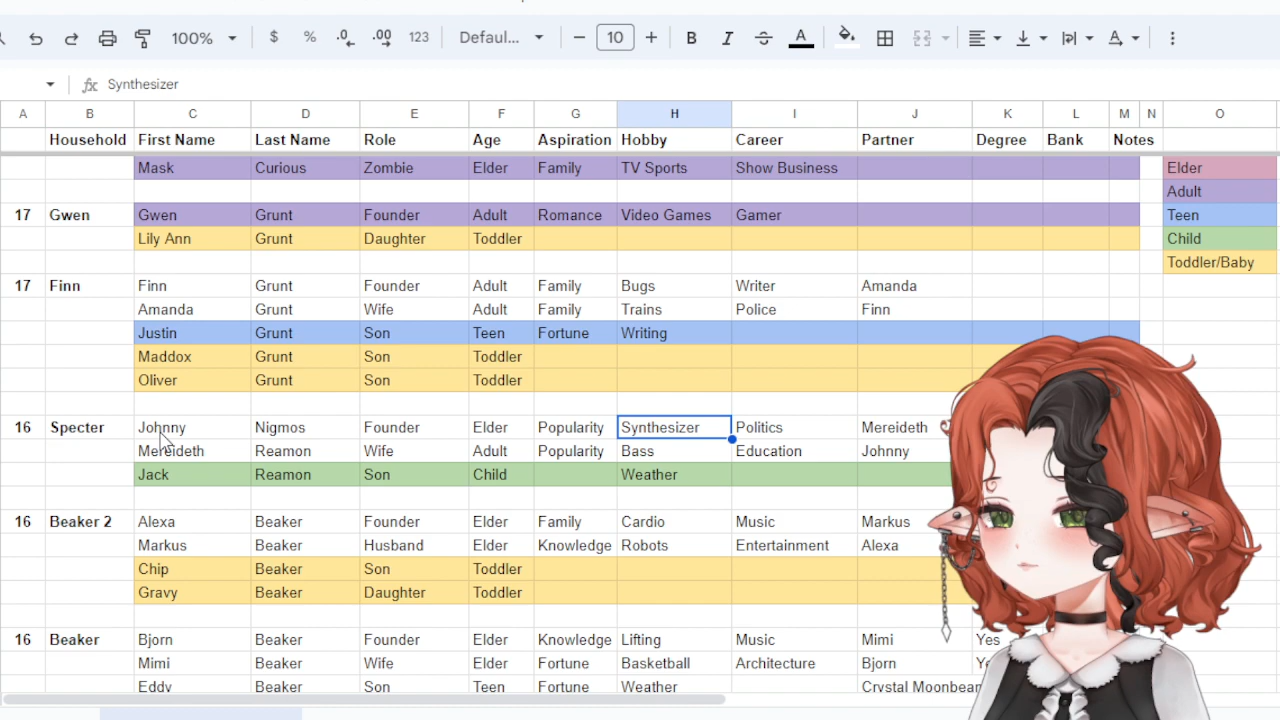 100% $ % .0 .00 123 Defaul... 10 B I A A
fx Synthesizer
A B C D E F G H I J K L M N O
Household First Name Last Name Role Age Aspiration Hobby Career Partner Degree Bank Notes
Mask Curious Zombie Elder Family TV Sports Show Business Elder
Adult
17 Gwen Gwen Grunt Founder Adult Romance Video Games Gamer Teen
Lily Ann Grunt Daughter Toddler Child
Toddler/Baby
17 Finn Finn Grunt Founder Adult Family Bugs Writer Amanda
Amanda Grunt Wife Adult Family Trains Police Finn
Justin Grunt Son Teen Fortune Writing
Maddox Grunt Son Toddler
Oliver Grunt Son Toddler
16 Specter Johnny Nigmos Founder Elder Popularity Synthesizer Politics Mereideth
Mereideth Reamon Wife Adult Popularity Bass Education Johnny
Jack Reamon Son Child Weather
16 Beaker 2 Alexa Beaker Founder Elder Family Cardio Music Markus
Markus Beaker Husband Elder Knowledge Robots Entertainment Alexa
Chip Beaker Son Toddler
Gravy Beaker Daughter Toddler
16 Beaker Bjorn Beaker Founder Elder Knowledge Lifting Music Mimi Yes
Mimi Beaker Wife Elder Fortune Basketball Architecture Bjorn
Eddy Beaker Son Teen Fortune Weather Crystal